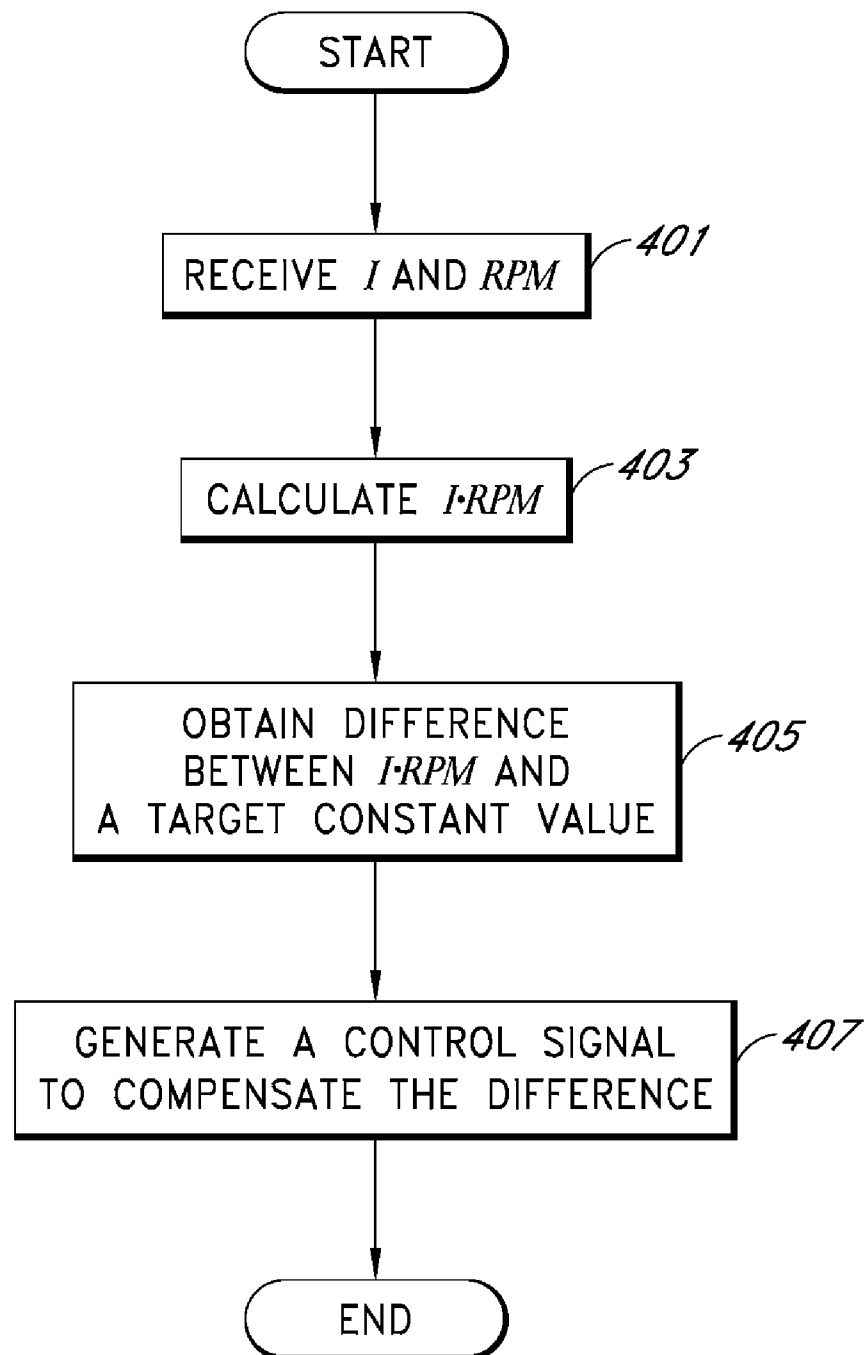 START
RECEIVE I AND RPM
401
CALCULATE I·RPM
403
OBTAIN DIFFERENCE
BETWEEN I·RPM AND
A TARGET CONSTANT VALUE
405
GENERATE A CONTROL SIGNAL
TO COMPENSATE THE DIFFERENCE
407
END